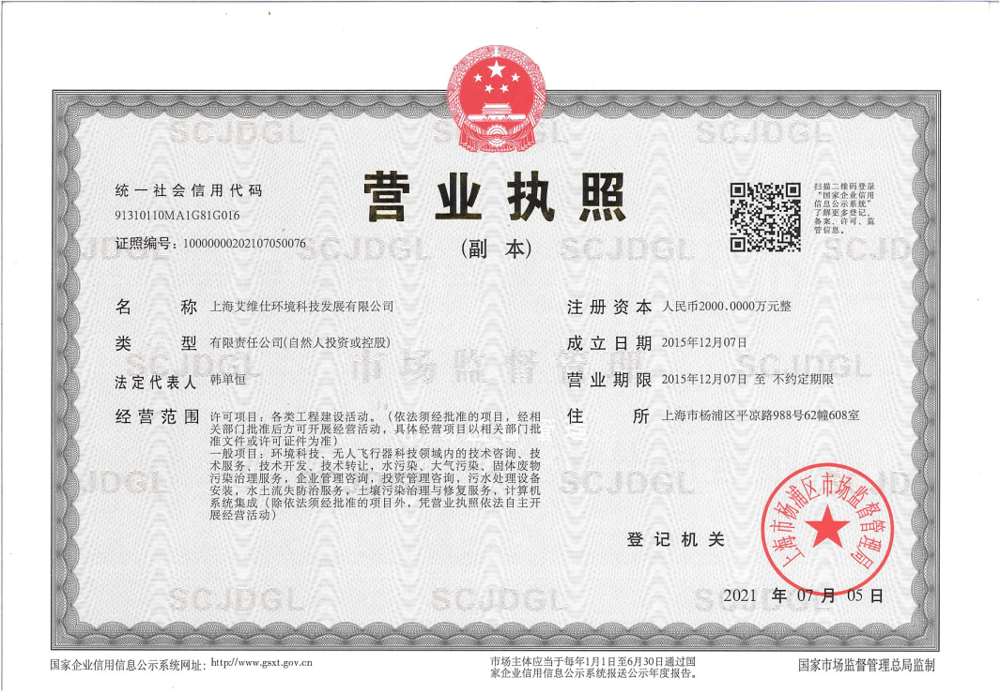 营业执照
(副 本)
统一社会信用代码
91310110MA1G81G016
证照编号：10000000202107050076
扫描二维码登录
“国家企业信用
信息公示系统”
了解更多登记、
备案、许可、监
管信息。
名 称 上海艾维仕环境科技发展有限公司
类 型 有限责任公司(自然人投资或控股)
法定代表人 韩单恒
经营范围 许可项目：各类工程建设活动。（依法须经批准的项目，经相
关部门批准后方可开展经营活动，具体经营项目以相关部门批
准文件或许可证件为准）
一般项目：环境科技、无人飞行器科技领域内的技术咨询、技
术服务、技术开发、技术转让，水污染、大气污染、固体废物
污染治理服务，企业管理咨询，投资管理咨询，污水处理设备
安装，水土流失防治服务，土壤污染治理与修复服务，计算机
系统集成（除依法须经批准的项目外，凭营业执照依法自主开
展经营活动）
注册资本 人民币2000.0000万元整
成立日期 2015年12月07日
营业期限 2015年12月07日 至 不约定期限
住 所 上海市杨浦区平凉路988号62幢608室
登记机关
上海市杨浦区市场监督管理局
2021 年 07 月 05 日
SCJDGL
市场监督管理
国家企业信用信息公示系统网址：http://www.gsxt.gov.cn
市场主体应当于每年1月1日至6月30日通过国
家企业信用信息公示系统报送公示年度报告。
国家市场监督管理总局监制